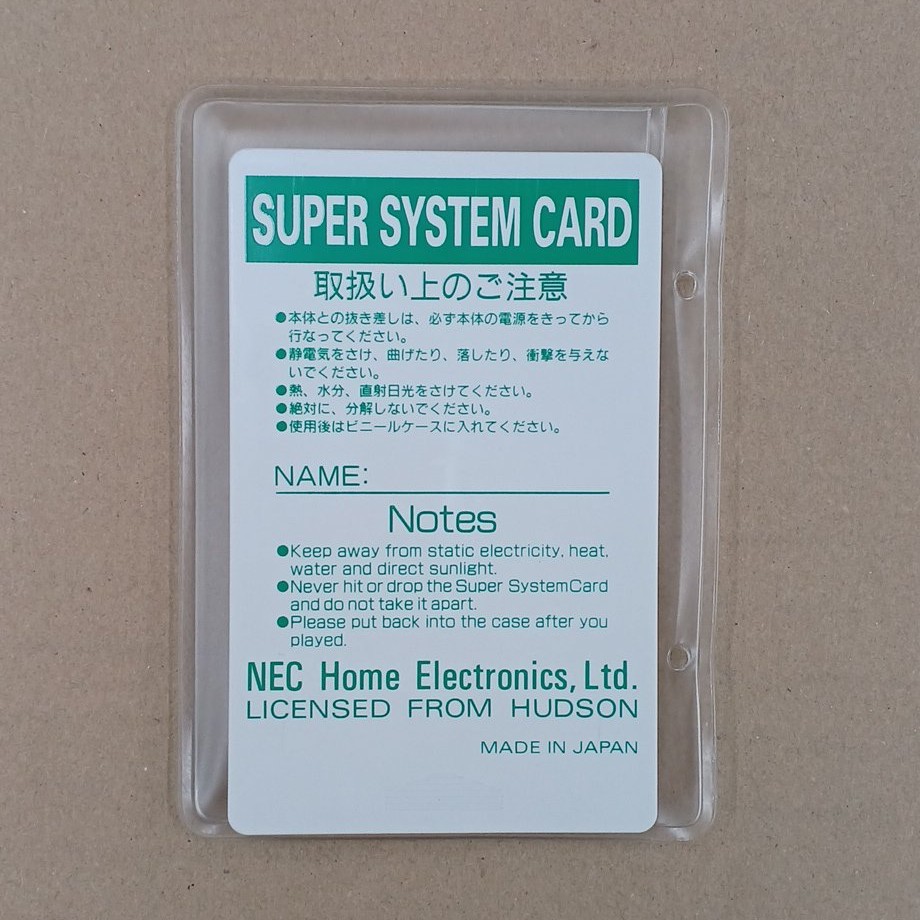 SUPER SYSTEM CARD
取扱い上のご注意
●本体との抜き差しは、必ず本体の電源をきってから
行なってください。
●静電気をさけ、曲げたり、落したり、衝撃を与えな
いでください。
●熱、水分、直射日光をさけてください。
●絶対に、分解しないでください。
●使用後はビニールケースに入れてください。
NAME:
Notes
●Keep away from static electricity, heat,
water and direct sunlight.
●Never hit or drop the Super SystemCard
and do not take it apart.
●Please put back into the case after you
played.
NEC Home Electronics, Ltd.
LICENSED FROM HUDSON
MADE IN JAPAN